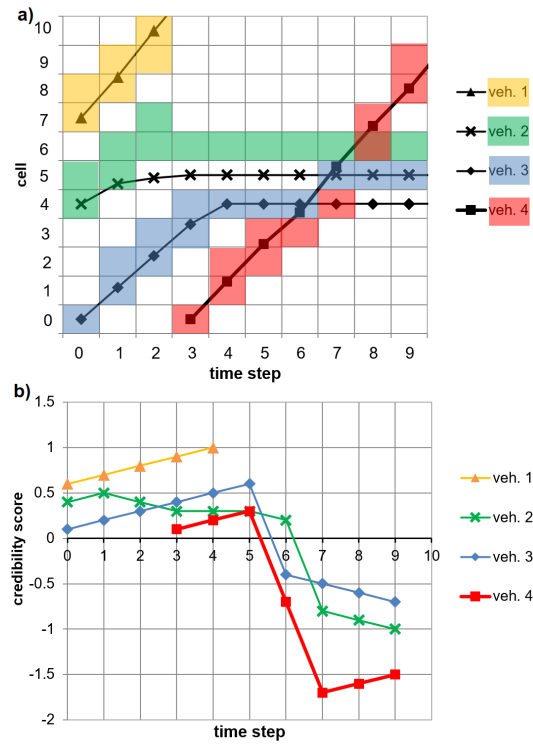 a)
10
9
8
7
6
5
4
3
2
1
0
cell
0 1 2 3 4 5 6 7 8 9
time step
veh. 1
veh. 2
veh. 3
veh. 4
b)
1.5
1
0.5
0
-0.5
-1
-1.5
-2
credibility score
0 1 2 3 4 5 6 7 8 9 10
time step
veh. 1
veh. 2
veh. 3
veh. 4